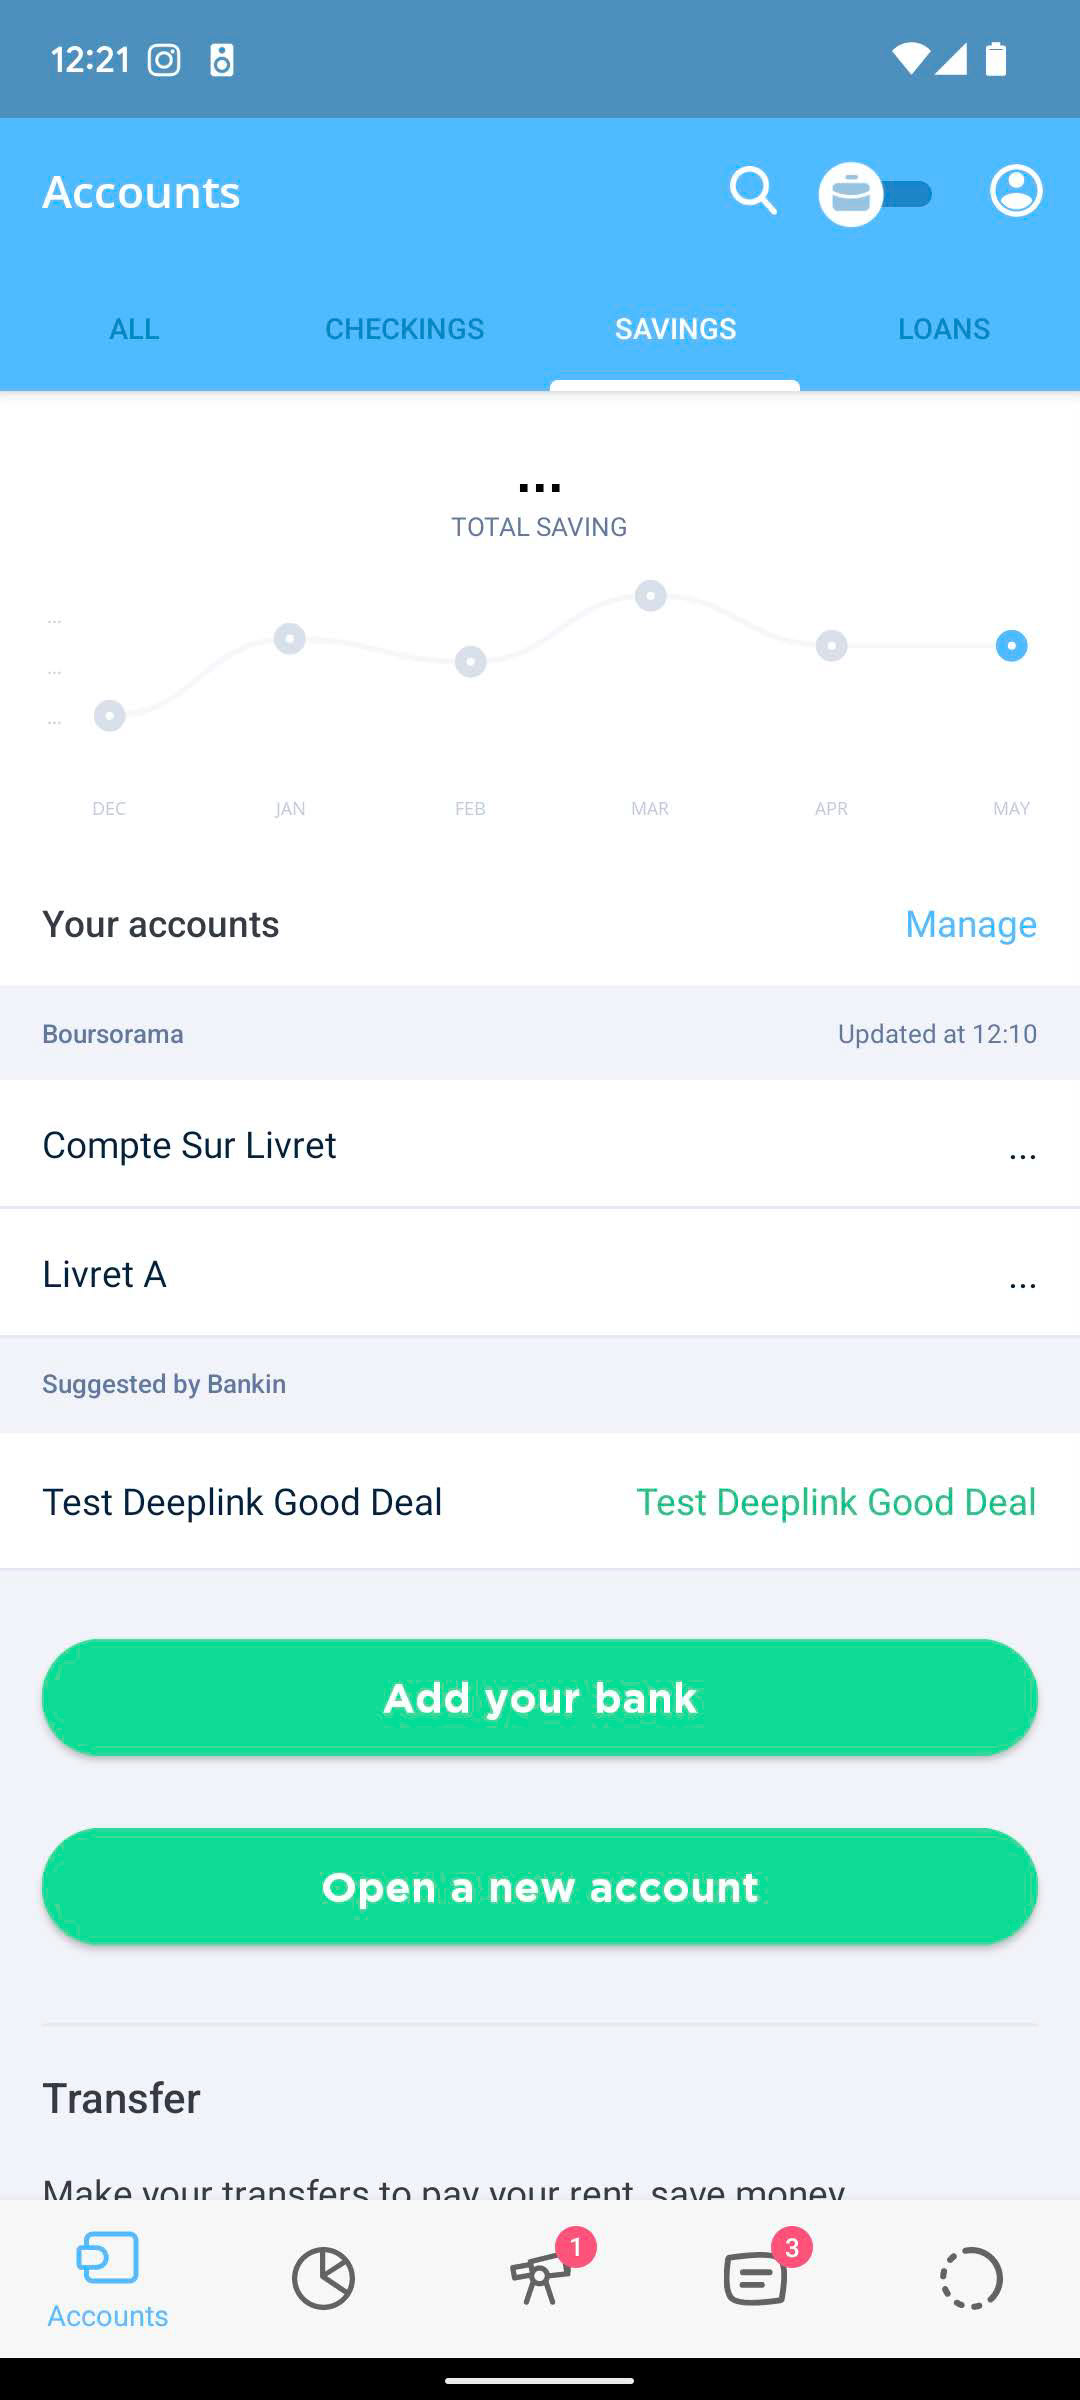 12:21
Accounts
ALL CHECKINGS SAVINGS LOANS
...
TOTAL SAVING
...
...
...
DEC JAN FEB MAR APR MAY
Your accounts Manage
Boursorama Updated at 12:10
Compte Sur Livret ...
Livret A ...
Suggested by Bankin
Test Deeplink Good Deal Test Deeplink Good Deal
Add your bank
Open a new account
Transfer
Make your transfers to pay your rent, save money
1 3
Accounts